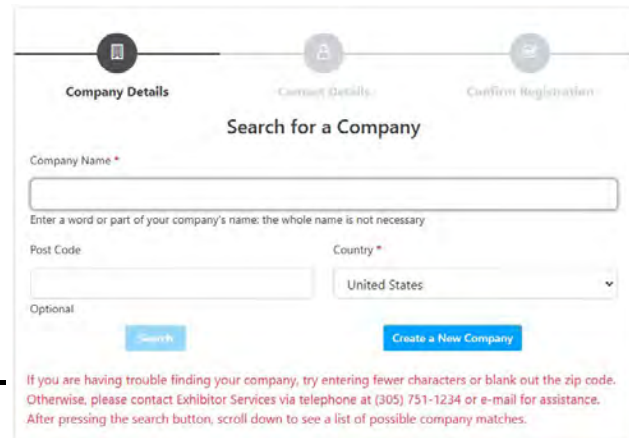 Company Details
Contact Details
Confirm Registration
Search for a Company
Company Name *
Enter a word or part of your company's name; the whole name is not necessary
Post Code
Country *
United States
Optional
Search
Create a New Company
If you are having trouble finding your company, try entering fewer characters or blank out the zip code.
Otherwise, please contact Exhibitor Services via telephone at (305) 751-1234 or e-mail for assistance.
After pressing the search button, scroll down to see a list of possible company matches.